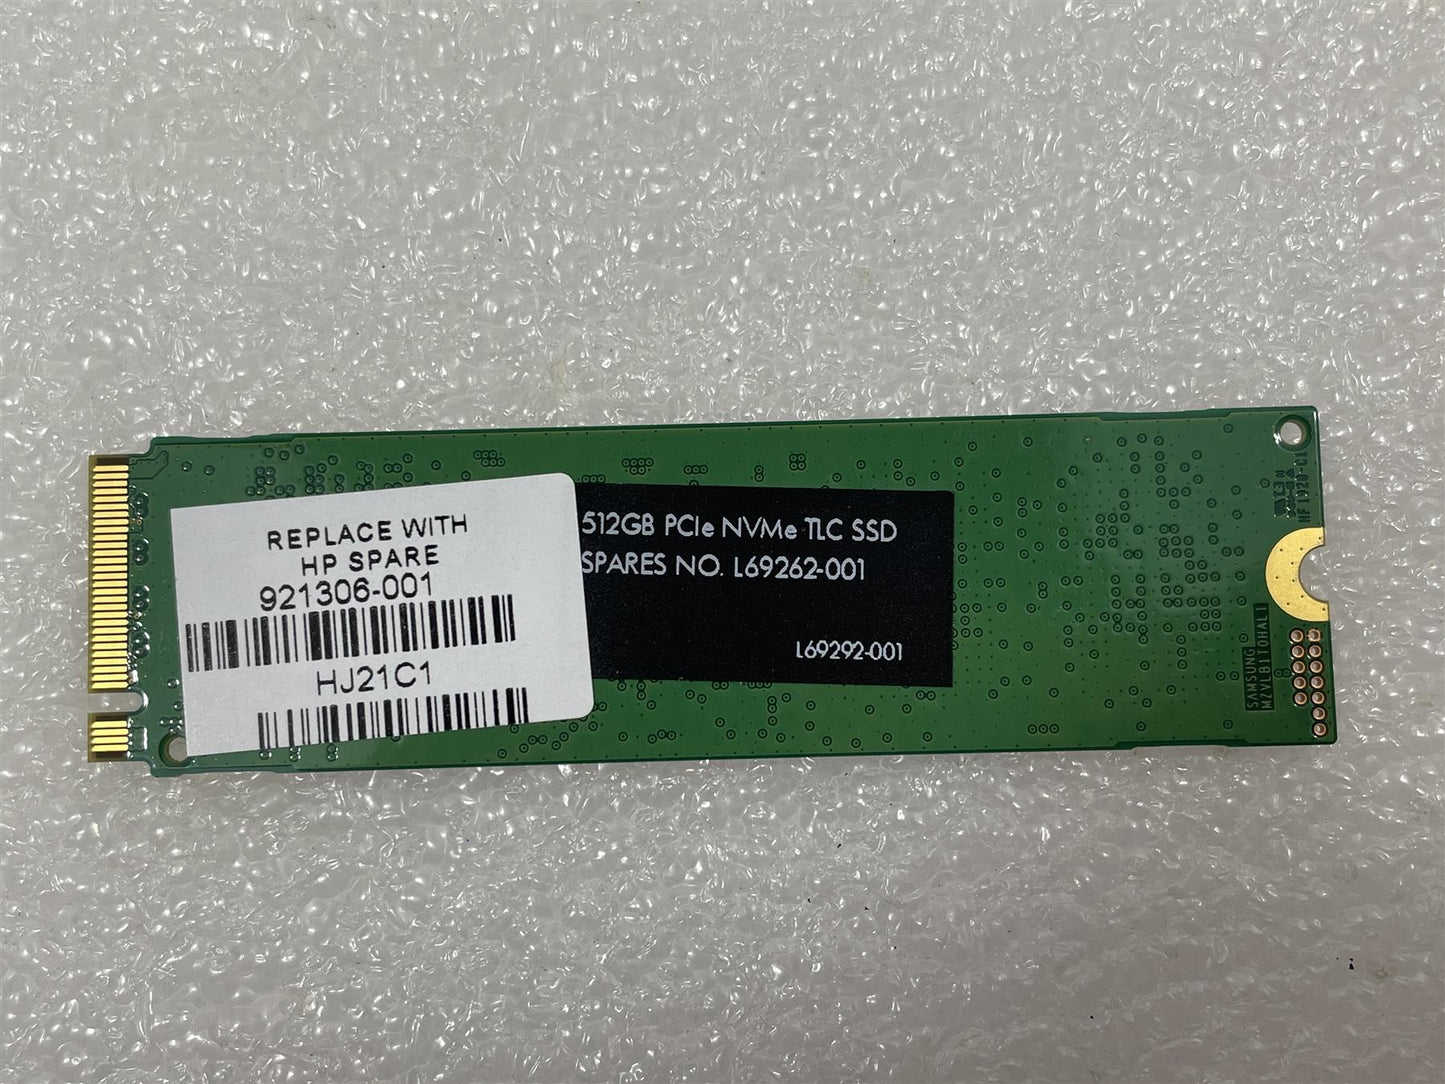 REPLACE WITH
HP SPARE
921306-001
HJ21C1
512GB PCIe NVMe TLC SSD
SPARES NO. L69262-001
L69292-001
SAMSUNG
MZVLB1T0HAL1